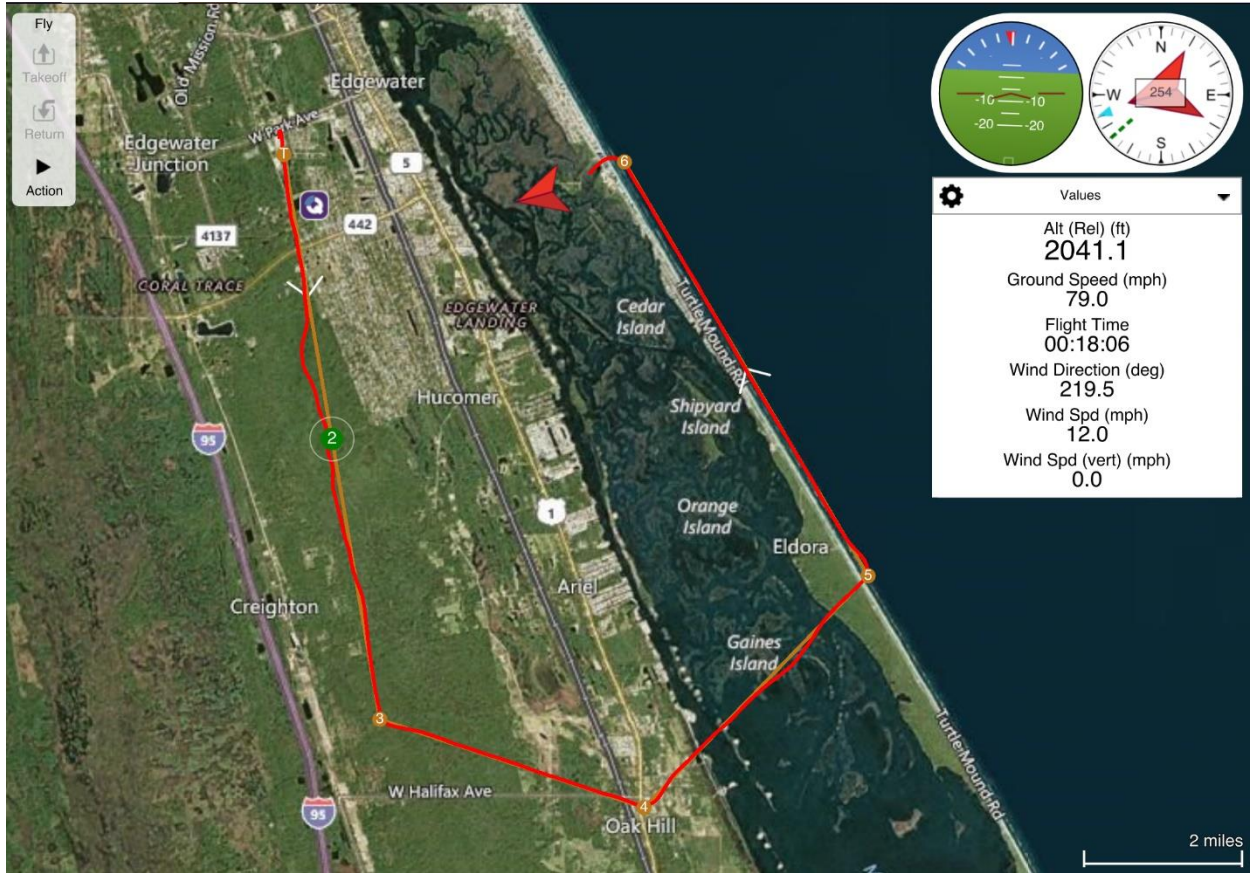 Fly
Takeoff
Return
Action
Old Mission Rd
Edgewater
W Park Ave
Edgewater
Junction
T
5
6
442
4137
CORAL TRACE
EDGEWATER
LANDING
Cedar
Island
Turtle Mound Rd
Hucomer
Shipyard
Island
2
95
1
Orange
Island
Eldora
5
Ariel
Creighton
Gaines
Island
3
Turtle Mound Rd
W Halifax Ave
4
95
Oak Hill
2 miles
-10 -10
-20 -20
N
W 254 E
S
Values
Alt (Rel) (ft)
2041.1
Ground Speed (mph)
79.0
Flight Time
00:18:06
Wind Direction (deg)
219.5
Wind Spd (mph)
12.0
Wind Spd (vert) (mph)
0.0